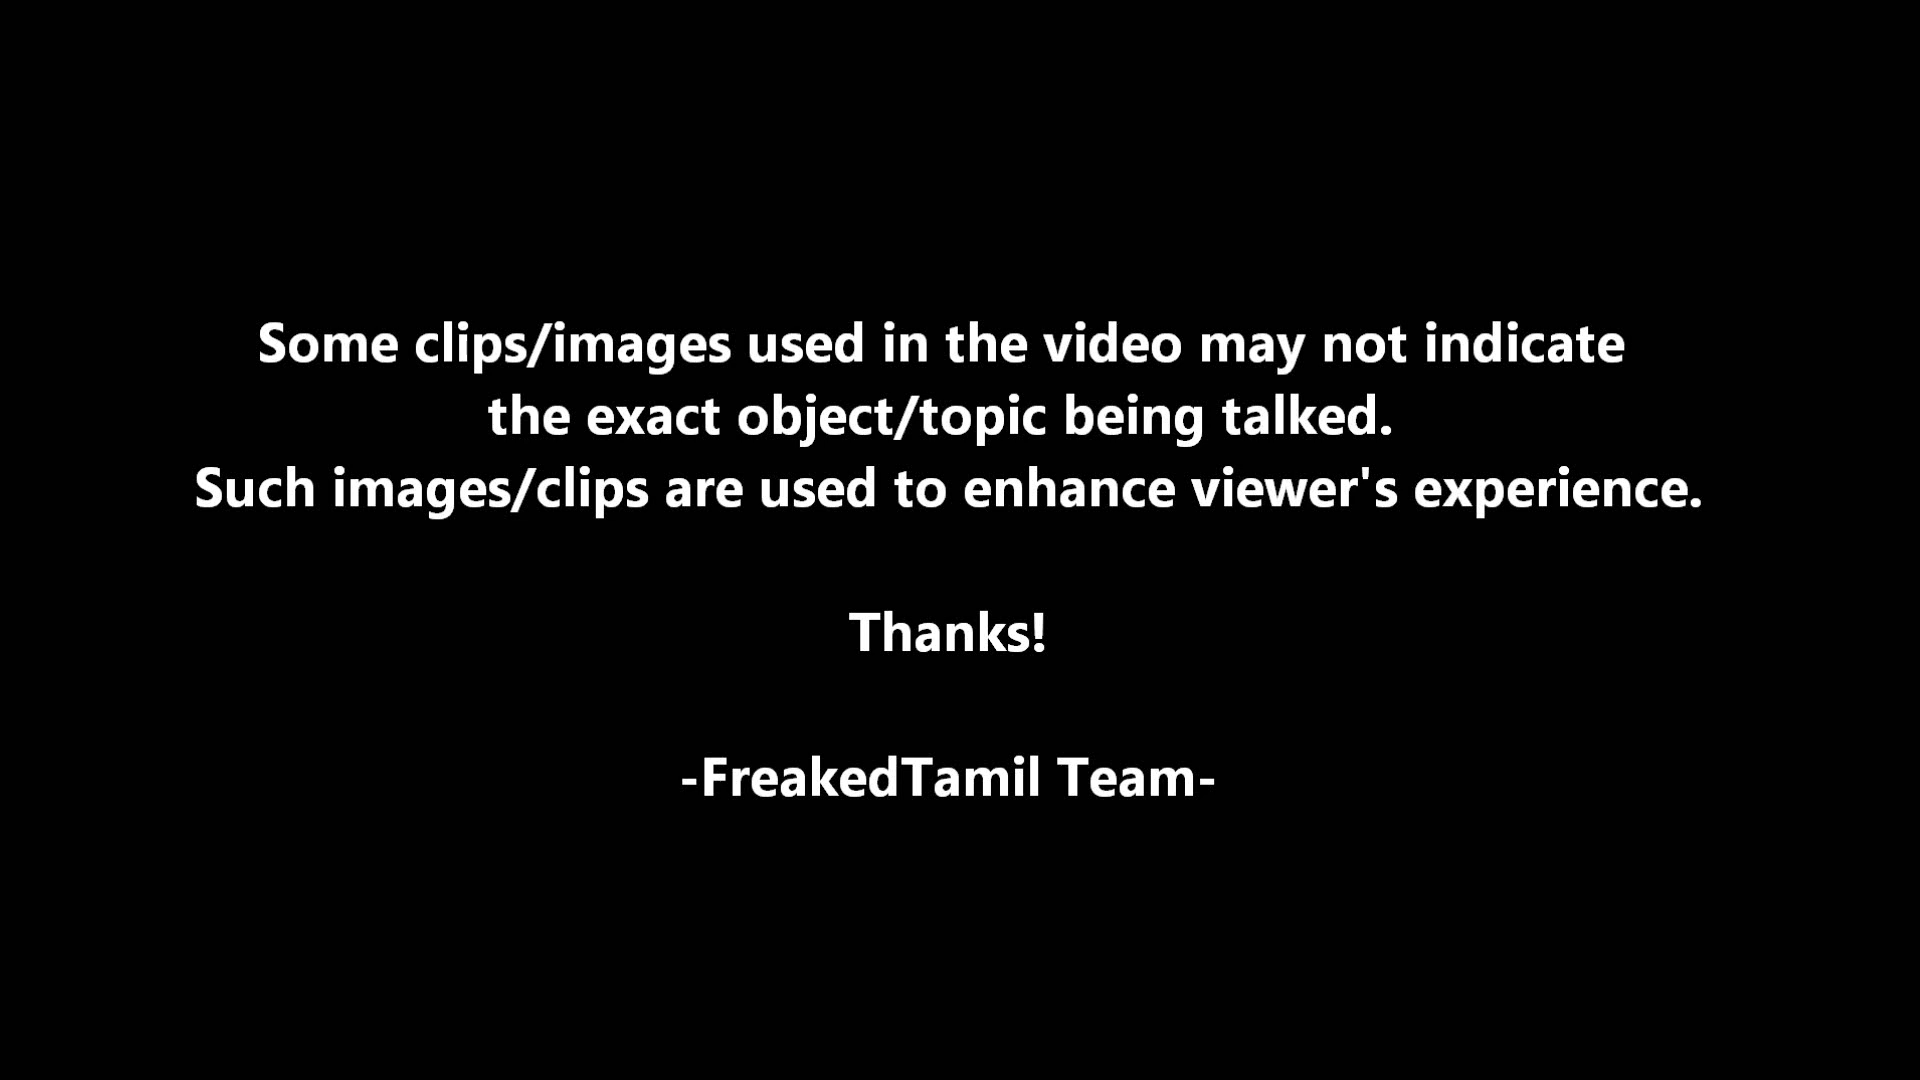 Some clips/images used in the video may not indicate
the exact object/topic being talked.
Such images/clips are used to enhance viewer's experience.
Thanks!
-FreakedTamil Team-